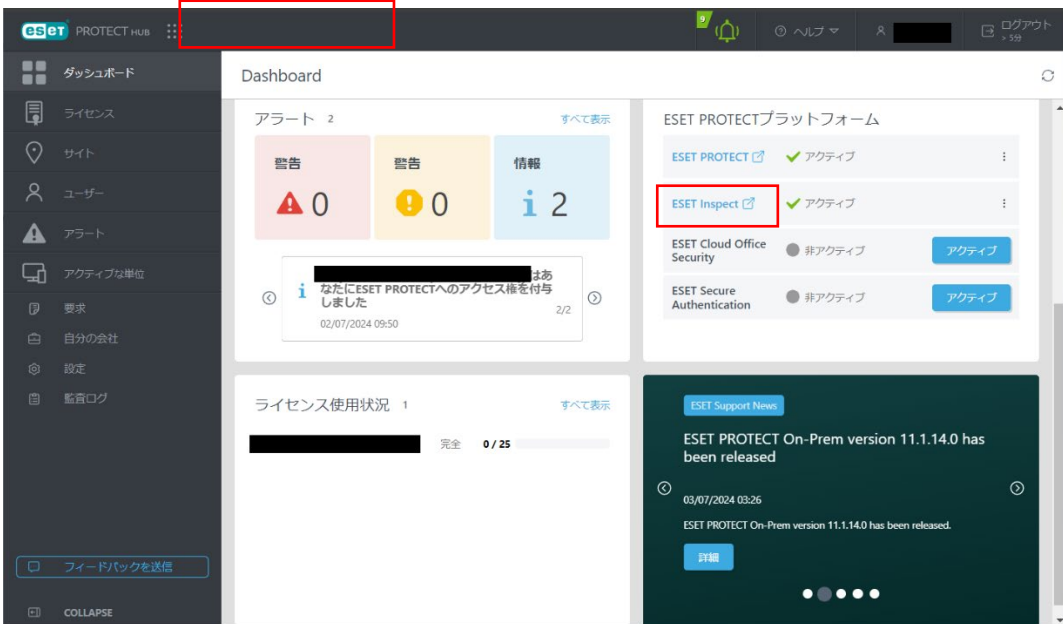 eset PROTECT HUB
9
ヘルプ
ログアウト
> 5分
ダッシュボード
ライセンス
サイト
ユーザー
アラート
アクティブな単位
要求
自分の会社
設定
監査ログ
フィードバックを送信
COLLAPSE
Dashboard
アラート 2
すべて表示
警告
0
警告
0
情報
2
はあ
なたにESET PROTECTへのアクセス権を付与
しました
2/2
02/07/2024 09:50
ESET PROTECTプラットフォーム
ESET PROTECT アクティブ
ESET Inspect アクティブ
ESET Cloud Office
Security
非アクティブ
アクティブ
ESET Secure
Authentication
非アクティブ
アクティブ
ライセンス使用状況 1
すべて表示
完全 0 / 25
ESET Support News
ESET PROTECT On-Prem version 11.1.14.0 has
been released
03/07/2024 03:26
ESET PROTECT On-Prem version 11.1.14.0 has been released.
詳細